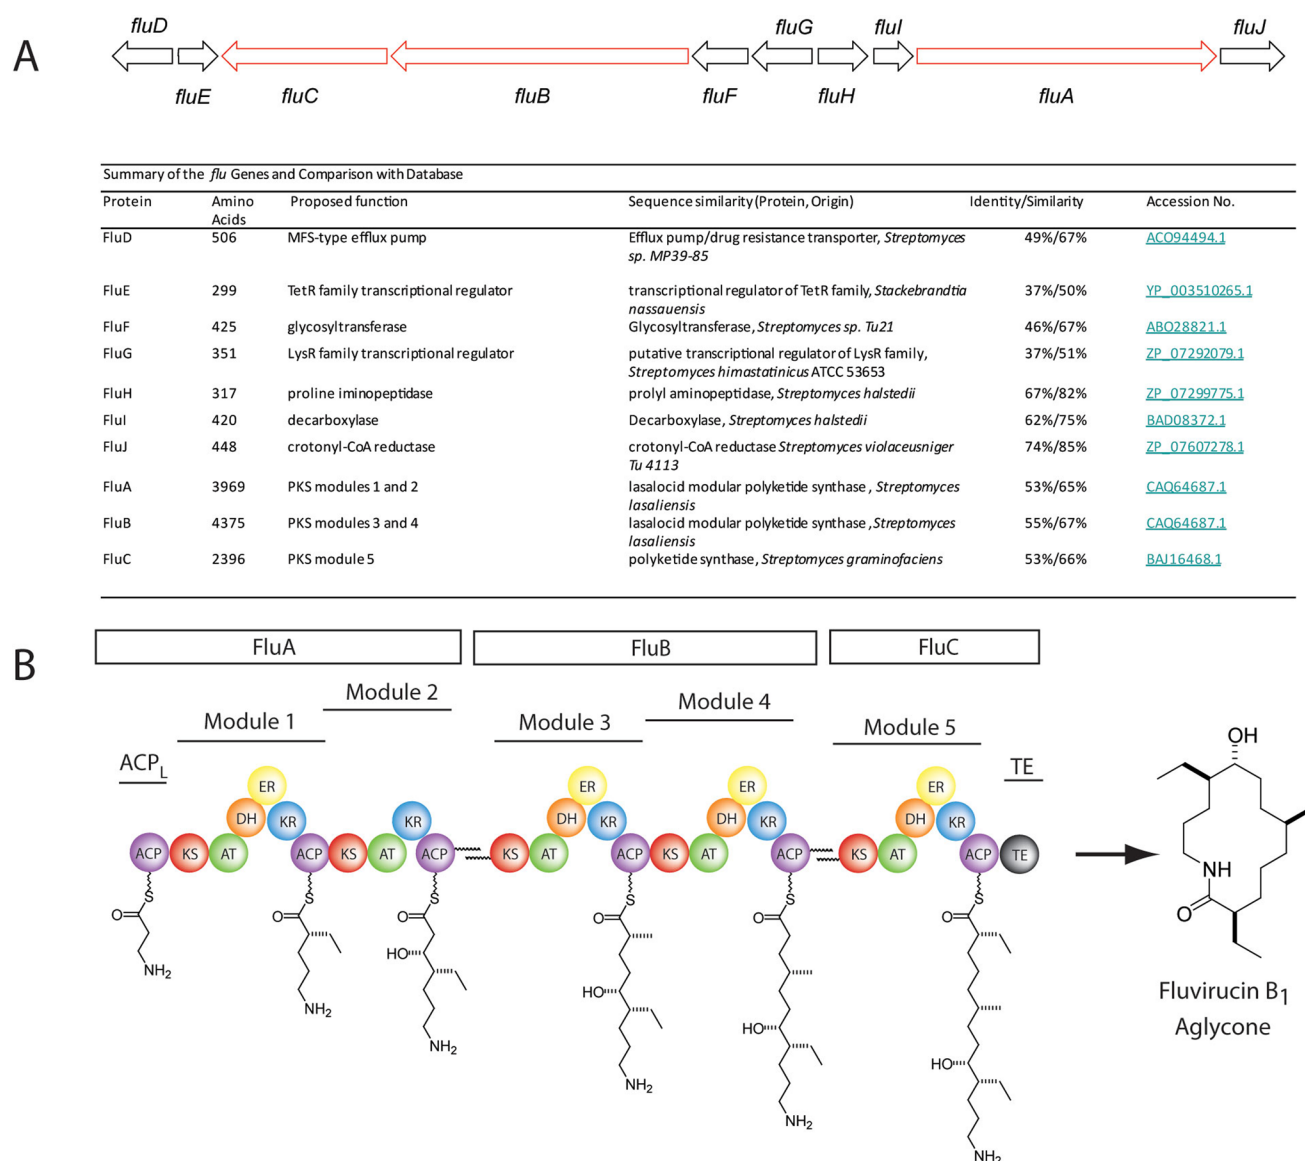 A
fluD
fluG
fluI
fluJ
fluE
fluC
fluB
fluF
fluH
fluA
Summary of the flu Genes and Comparison with Database
Protein Amino Acids Proposed function Sequence similarity (Protein, Origin) Identity/Similarity Accession No.
FluD 506 MFS-type efflux pump Efflux pump/drug resistance transporter, Streptomyces 49%/67% ACO94494.1
sp. MP39-85
FluE 299 TetR family transcriptional regulator transcriptional regulator of TetR family, Stackebrandtia 37%/50% YP_003510265.1
nassauensis
FluF 425 glycosyltransferase Glycosyltransferase, Streptomyces sp. Tu21 46%/67% ABO28821.1
FluG 351 LysR family transcriptional regulator putative transcriptional regulator of LysR family, 37%/51% ZP_07292079.1
Streptomyces himastatinicus ATCC 53653
FluH 317 proline iminopeptidase prolyl aminopeptidase, Streptomyces halstedii 67%/82% ZP_07299775.1
FluI 420 decarboxylase Decarboxylase, Streptomyces halstedii 62%/75% BAD08372.1
FluJ 448 crotonyl-CoA reductase crotonyl-CoA reductase Streptomyces violaceusniger 74%/85% ZP_07607278.1
Tu 4113
FluA 3969 PKS modules 1 and 2 lasalocid modular polyketide synthase , Streptomyces 53%/65% CAQ64687.1
lasaliensis
FluB 4375 PKS modules 3 and 4 lasalocid modular polyketide synthase ,Streptomyces 55%/67% CAQ64687.1
lasaliensis
FluC 2396 PKS module 5 polyketide synthase, Streptomyces graminofaciens 53%/66% BAJ16468.1
B
FluA FluB FluC
Module 2
Module 4
Module 1 Module 3 Module 5
ACPL TE
OH
ER ER ER ER
DH KR KR DH KR DH KR DH KR
ACP KS AT ACP KS AT ACP KS AT ACP KS AT ACP KS AT ACP TE
NH
O
S S S S S S
O O O O O O
HO
NH2
HO
NH2
HO
NH2
HO
NH2
NH2
NH2
Fluvirucin B1
Aglycone